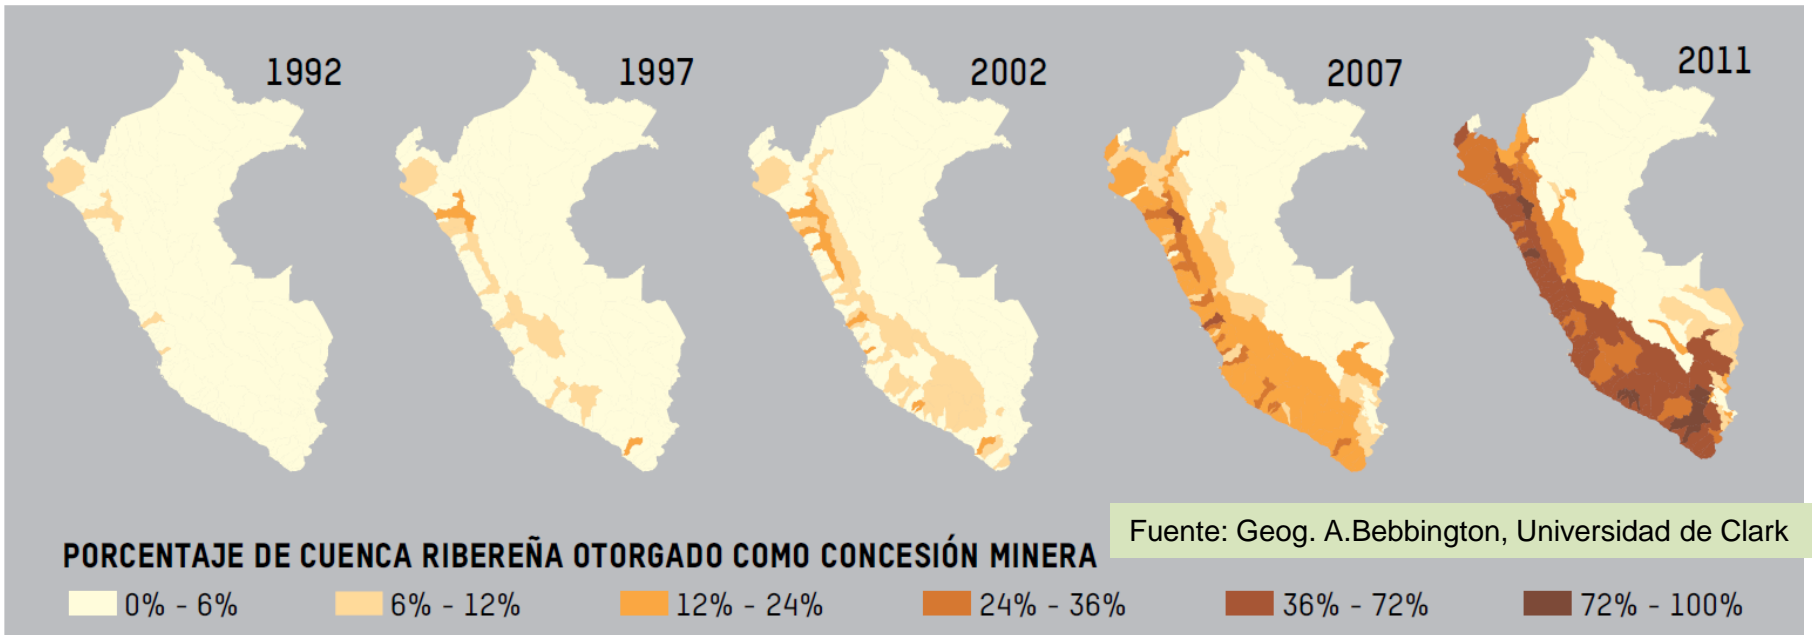 1992
1997
2002
2007
2011
Fuente: Geog. A.Bebbington, Universidad de Clark
PORCENTAJE DE CUENCA RIBEREÑA OTORGADO COMO CONCESIÓN MINERA
0% - 6%
6% - 12%
12% - 24%
24% - 36%
36% - 72%
72% - 100%